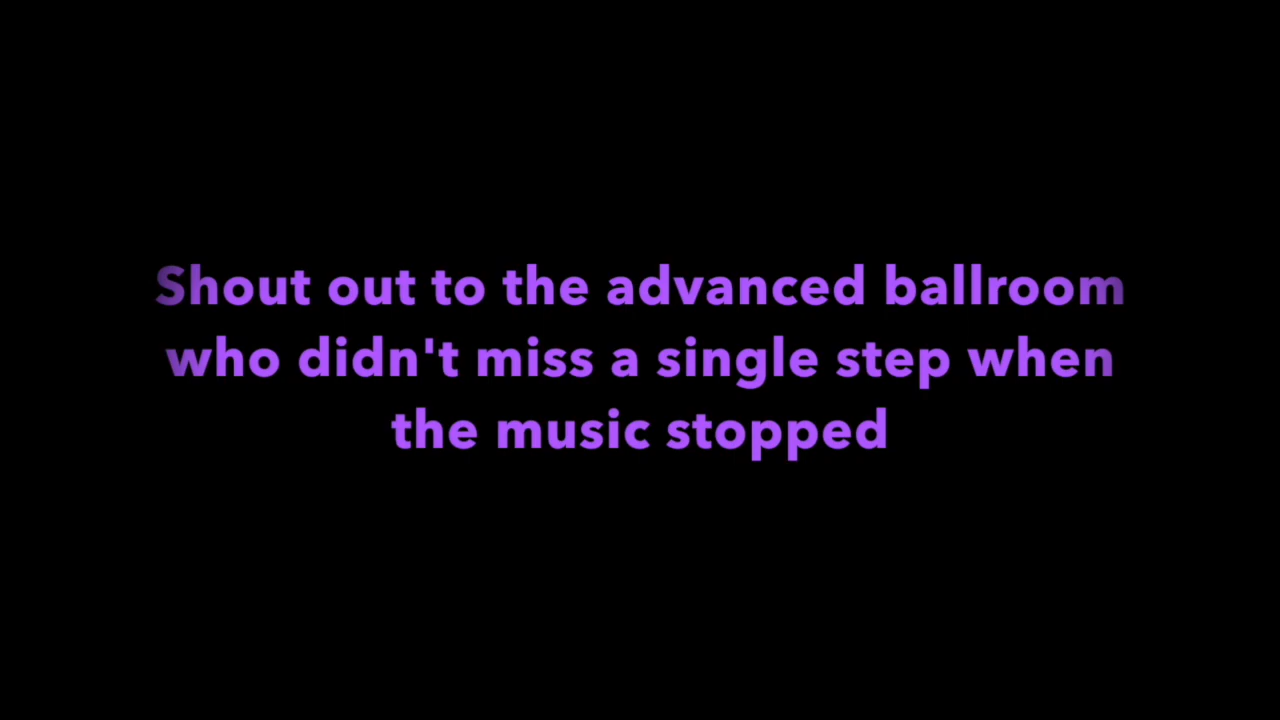 Shout out to the advanced ballroom
who didn't miss a single step when
the music stopped